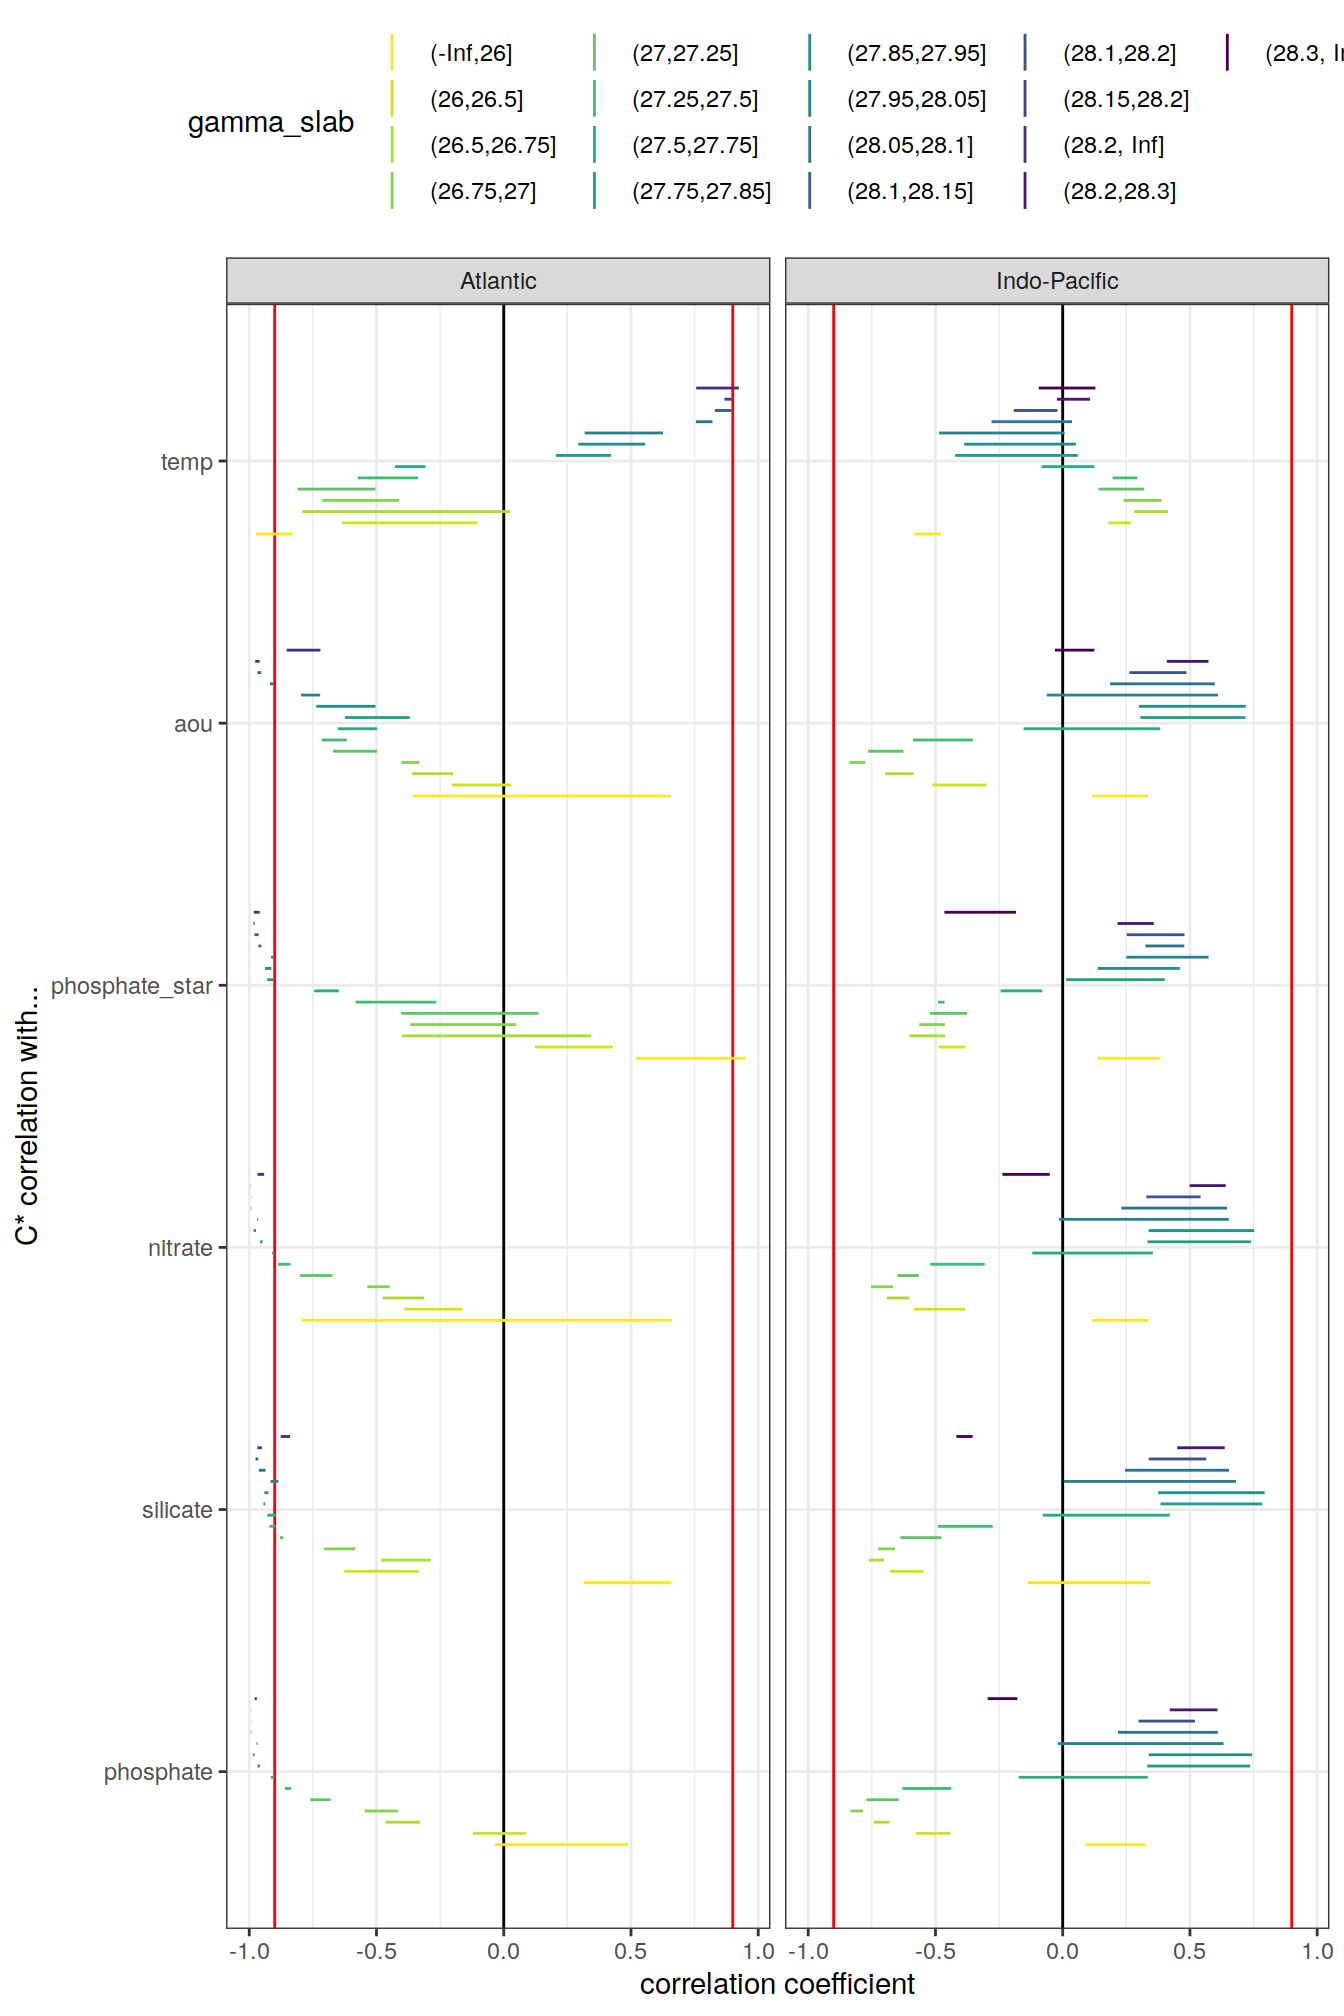 (-Inf,26] (27,27.25] (27.85,27.95] (28.1,28.2] (28.3,
(26,26.5] (27.25,27.5] (27.95,28.05] (28.15,28.2]
gamma_slab
(26.5,26.75] (27.5,27.75] (28.05,28.1] (28.2, Inf]
(26.75,27] (27.75,27.85] (28.1,28.15] (28.2,28.3]
Atlantic Indo-Pacific
temp
aou
phosphate_star
nitrate
silicate
phosphate
C* correlation with...
-1.0 -0.5 0.0 0.5 1.0 -1.0 -0.5 0.0 0.5 1.0
correlation coefficient